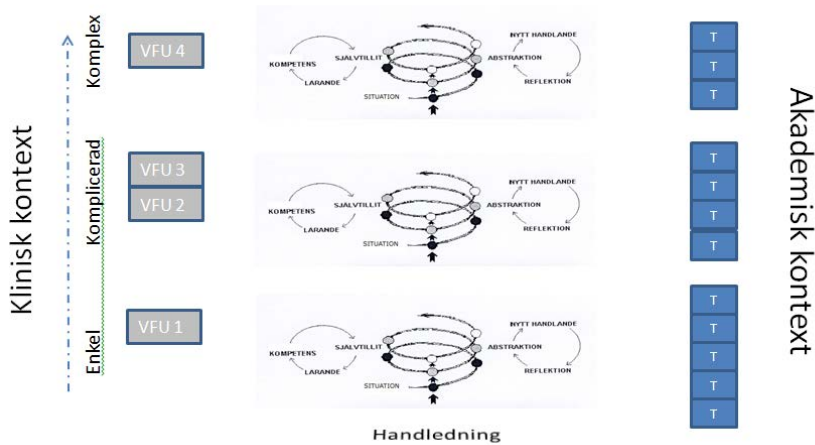 Klinisk kontext
Komplex
VFU 4
KOMPETENS
SJÄLVTILLIT
LÄRANDE
SITUATION
ABSTRAKTION
NYTT HANDLANDE
REFLEKTION
T
T
T
Komplicerad
VFU 3
VFU 2
KOMPETENS
SJÄLVTILLIT
LÄRANDE
SITUATION
ABSTRAKTION
NYTT HANDLANDE
REFLEKTION
T
T
T
T
Enkel
VFU 1
KOMPETENS
SJÄLVTILLIT
LÄRANDE
SITUATION
ABSTRAKTION
NYTT HANDLANDE
REFLEKTION
T
T
T
T
T
Akademisk kontext
Handledning